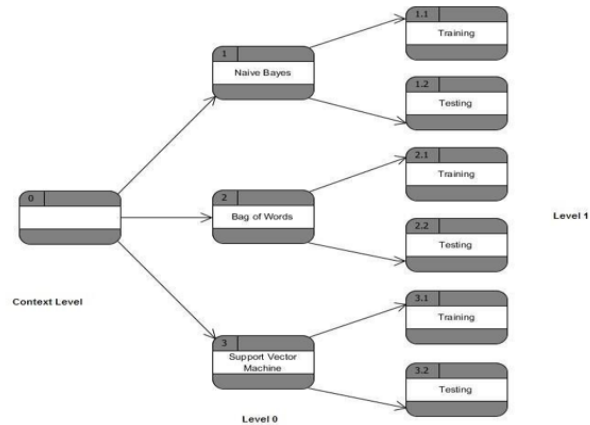 1.1
Training
1
Naive Bayes
1.2
Testing
2.1
Training
0
2
Bag of Words
Level 1
2.2
Testing
Context Level
3.1
Training
3
Support Vector
Machine
3.2
Testing
Level 0